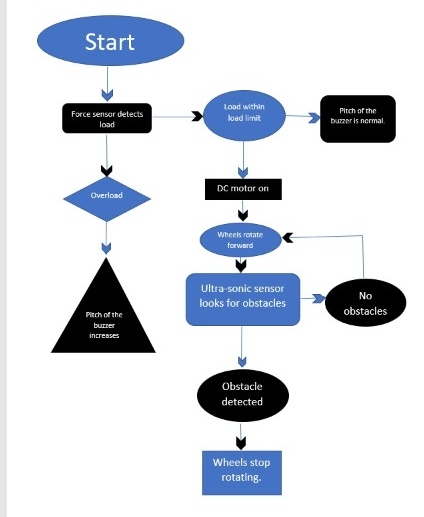 Start
Force sensor detects
load
Load within
load limit
Pitch of the
buzzer is normal.
Overload
DC motor on
Wheels rotate
forward
Ultra-sonic sensor
looks for obstacles
No
obstacles
Pitch of the
buzzer
increases
Obstacle
detected
Wheels stop
rotating.